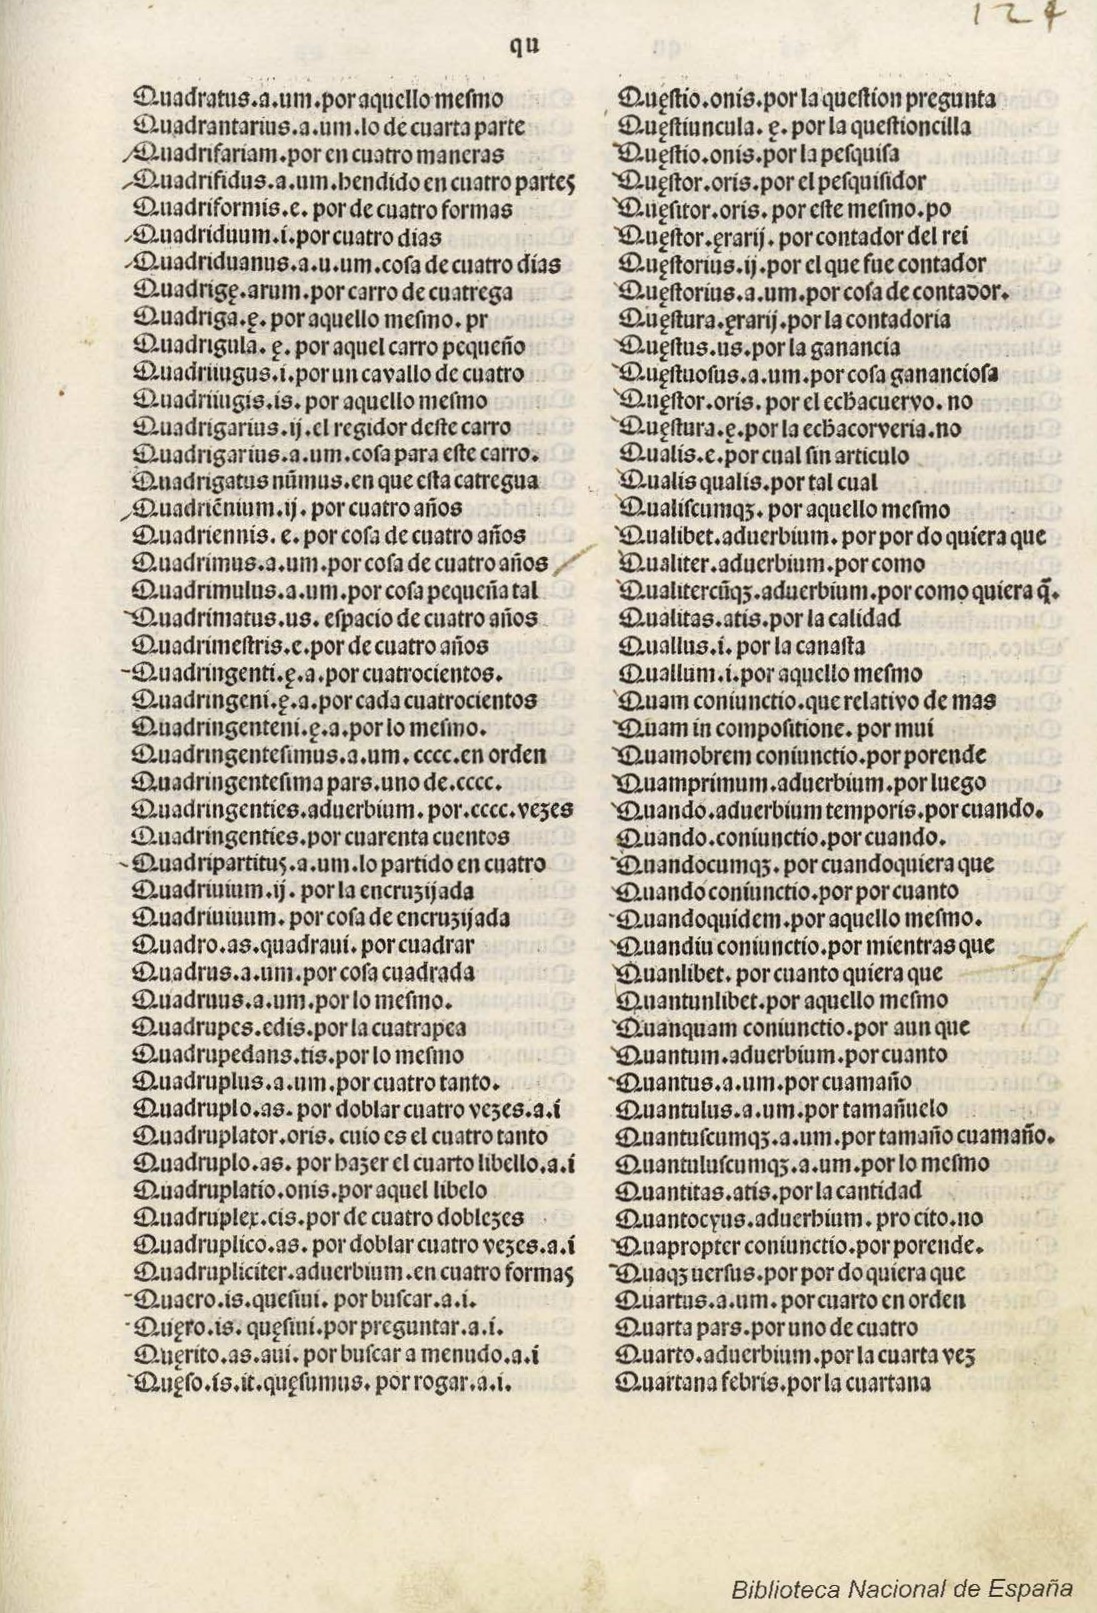 124
qu
Quadratus.a.um.por aquello meſmo
Quadrantarius.a.um.lo de cuarta parte
Quadrifariam.por en cuatro maneras
Quadrifidus.a.um.hendido en cuatro partes
Quadriformis.e. por de cuatro formas
Quadriduum.i.por cuatro dias
Quadriduanus.a.u.um.coſa de cuatro dias
Quadrigę.arum.por carro de cuatrega
Quadriga.ę. por aquello meſmo. pr
Quadrigula. ę. por aquel carro pequeño
Quadriiugus.i.por un cavallo de cuatro
Quadriiugis.is. por aquello meſmo
Quadrigarius.ij.el regidor deſte carro
Quadrigarius.a.um.coſa para eſte carro.
Quadrigatus nũmus.en que eſta catregua
Quadriẽnium.ij. por cuatro años
Quadriennis. e. por coſa de cuatro años
Quadrimus.a.um.por coſa de cuatro años
Quadrimulus.a.um.por coſa pequeña tal
Quadrimatus.us. eſpacio de cuatro años
Quadrimeſtris.e.por de cuatro años
Quadringenti.ę.a.por cuatrocientos.
Quadringeni.ę.a.por cada cuatrocientos
Quadringenteni.ę.a.por lo meſmo.
Quadringenteſimus.a.um. cccc.en orden
Quadringenteſima pars.uno de.cccc.
Quadringenties.aduerbium. por.cccc.vezes
Quadringenties.por cuarenta cuentos
Quadripartitus.a.um.lo partido en cuatro
Quadriuium.ij. por la encruzijada
Quadriuiuum. por coſa de encruzijada
Quadro.as.quadraui. por cuadrar
Quadrus.a.um.por coſa cuadrada
Quadruus.a.um.por lo meſmo.
Quadrupes.edis.por la cuatrapea
Quadrupedans.tis.por lo meſmo
Quadruplus.a.um.por cuatro tanto.
Quadruplo.as. por doblar cuatro vezes.a.i
Quadruplator.oris. cuio es el cuatro tanto
Quadruplo.as. por hazer el cuarto libello.a.i
Quadruplatio.onis.por aquel libelo
Quadruplex.cis.por de cuatro doblezes
Quadruplico.as. por doblar cuatro vezes.a.i
Quadrupliciter.aduerbium.en cuatro formas
Quaero.is.queſiui. por buſcar.a.i.
Quęro.is. quęſiui.por preguntar.a.i.
Quęrito.as.aui. por buſcar a menudo.a.i
Quęſo.is.it.quęſumus. por rogar.a.i.
Quęſtio.onis.por la queſtion pregunta
Quęſtiuncula. ę. por la queſtioncilla
Quęſtio.onis.por la peſquiſa
Quęſtor.oris.por el peſquiſidor
Quęſitor.oris. por eſte meſmo.po
Quęſtor.ęrarij. por contador del rei
Quęſtorius.ij.por el que fue contador
Quęſtorius.a.um.por coſa de contador.
Quęſtura.ęrarij.por la contadoria
Quęſtus.us.por la ganancia
Quęſtuoſus.a.um.por coſa ganancioſa
Quęſtor.oris. por el echacuervo. no
Quęſtura.ę.por la echacorveria.no
Qualis.e.por cual ſin articulo
Qualis qualis.por tal cual
Qualiſcumqꝫ. por aquello meſmo
Qualibet.aduerbium. por por do quiera que
Qualiter.aduerbium.por como
Qualitercũqꝫ.aduerbium.por como quiera q̃.
Qualitas.atis.por la calidad
Quallus.i. por la canaſta
Quallum.i.por aquello meſmo
Quam coniunctio.que relativo de mas
Quam in compoſitione. por mui
Quamobrem coniunctio.por porende
Quamprimum.aduerbium.por luego
Quando.aduerbium temporis.por cuando.
Quando.coniunctio.por cuando.
Quandocumqꝫ. por cuandoquiera que
Quando coniunctio.por por cuanto
Quandoquidem.por aquello meſmo.
Quandiu coniunctio.por mientras que
Quanlibet. por cuanto quiera que
Quantunlibet.por aquello meſmo
Quanquam coniunctio.por aun que
Quantum.aduerbium.por cuanto
Quantus.a.um.por cuamaño
Quantulus.a.um.por tamañuelo
Quantuſcumqꝫ.a.um.por tamaño cuamaño.
Quantuluſcumqꝫ.a.um.por lo meſmo
Quantitas.atis.por la cantidad
Quantocyus.aduerbium. pro cito.no
Quapropter coniunctio.por porende.
Quaqꝫ uerſus.por por do quiera que
Quartus.a.um. por cuarto en orden
Quarta pars.por uno de cuatro
Quarto.aduerbium.por la cuarta vez
Quartana febris.por la cuartana
Biblioteca Nacional de España